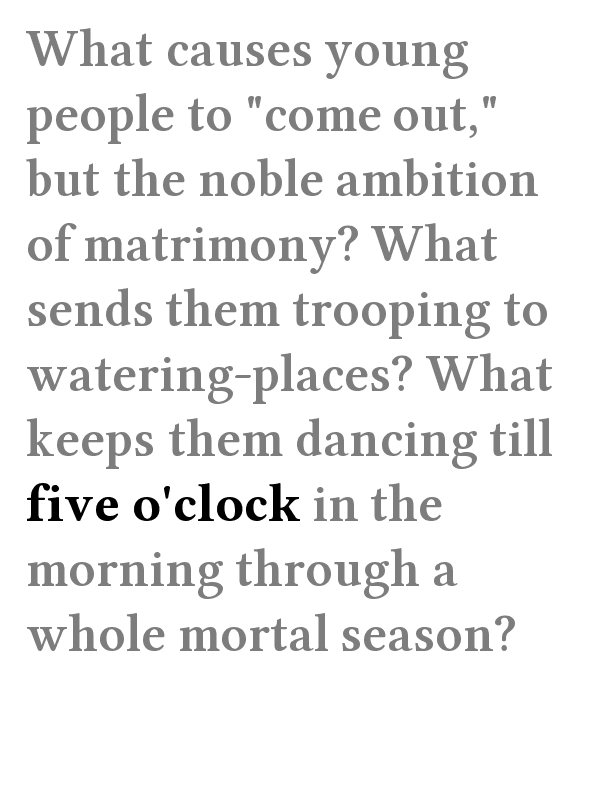 What causes young
people to "come out,"
but the noble ambition
of matrimony? What
sends them trooping to
watering-places? What
keeps them dancing till
five o'clock in the
morning through a
whole mortal season?